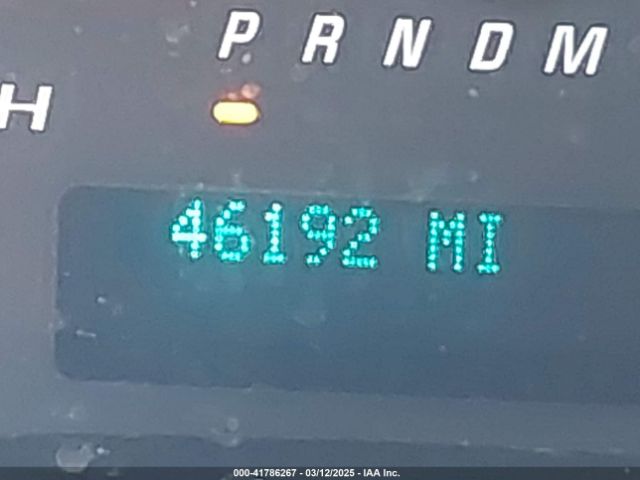 P R N D M
H
46192 MI
000-41786267 - 03/12/2025 - IAA Inc.